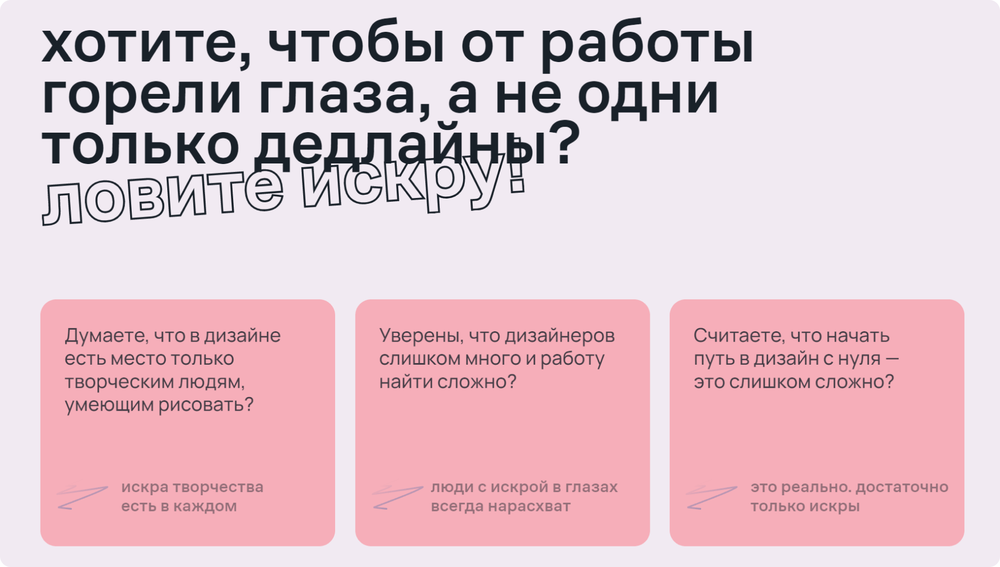 хотите, чтобы от работы
горели глаза, а не одни
только дедлайны?
ловите искру!
Думаете, что в дизайне
есть место только
творческим людям,
умеющим рисовать?
искра творчества
есть в каждом
Уверены, что дизайнеров
слишком много и работу
найти сложно?
люди с искрой в глазах
всегда нарасхват
Считаете, что начать
путь в дизайн с нуля —
это слишком сложно?
это реально. достаточно
только искры